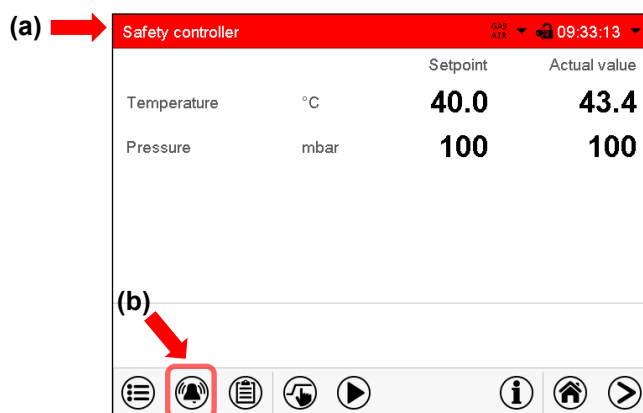 (a)
Safety controller GAS AIR 09:33:13
Setpoint Actual value
Temperature °C 40.0 43.4
Pressure mbar 100 100
(b)